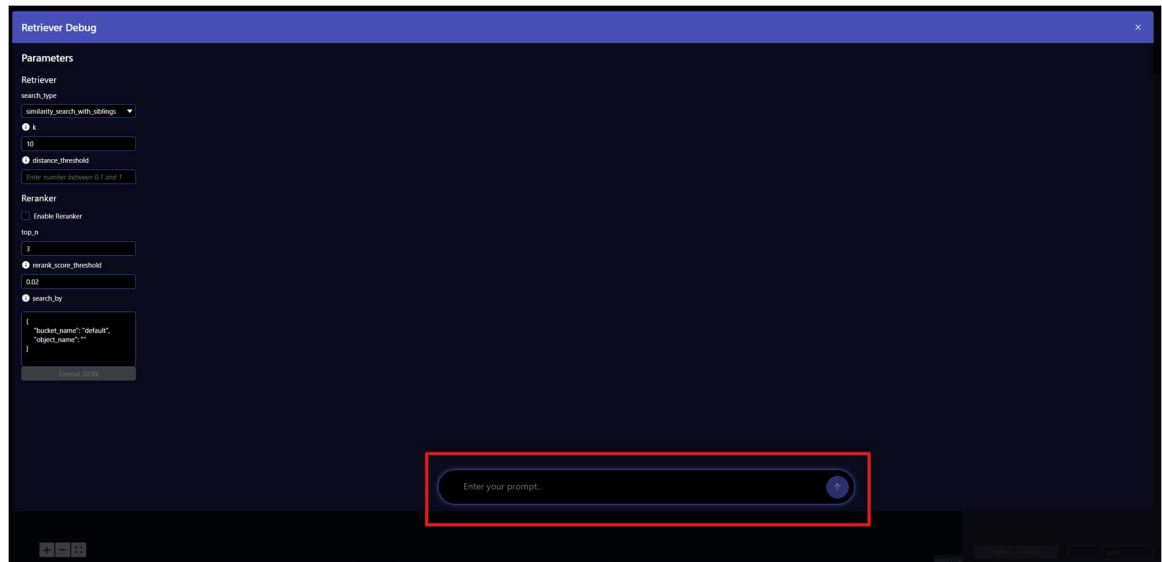 Retriever Debug
×
Parameters
Retriever
search_type
similarity_search_with_siblings
k
10
distance_threshold
Enter number between 0.1 and 1
Reranker
Enable Reranker
top_n
3
rerank_score_threshold
0.02
search_by
{
"bucket_name": "default",
"object_name": ""
}
Format JSON
Enter your prompt...